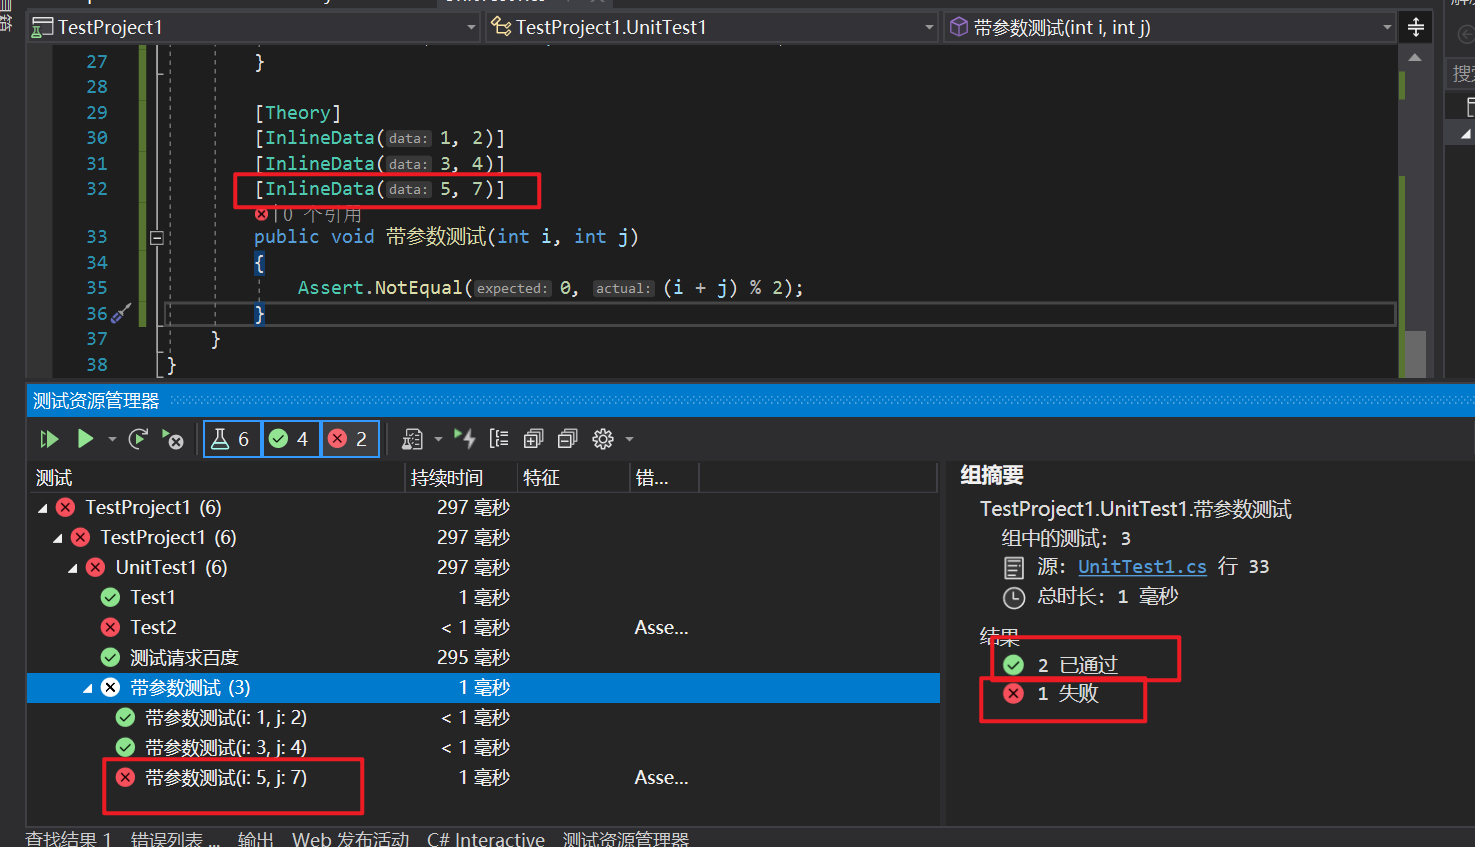 TestProject1
TestProject1.UnitTest1
带参数测试(int i, int j)
27 }
28
29 [Theory]
30 [InlineData(data: 1, 2)]
31 [InlineData(data: 3, 4)]
32 [InlineData(data: 5, 7)]
0 个引用
33 public void 带参数测试(int i, int j)
34 {
35 Assert.NotEqual(expected: 0, actual: (i + j) % 2);
36 }
37 }
38 }
测试资源管理器
6 4 2
测试 持续时间 特征 错...
TestProject1 (6) 297 毫秒
TestProject1 (6) 297 毫秒
UnitTest1 (6) 297 毫秒
Test1 1 毫秒
Test2 < 1 毫秒 Asse...
测试请求百度 295 毫秒
带参数测试 (3) 1 毫秒
带参数测试(i: 1, j: 2) < 1 毫秒
带参数测试(i: 3, j: 4) < 1 毫秒
带参数测试(i: 5, j: 7) 1 毫秒 Asse...
组摘要
TestProject1.UnitTest1.带参数测试
组中的测试: 3
源: UnitTest1.cs 行 33
总时长: 1 毫秒
结果
2 已通过
1 失败
查找结果 1 错误列表 ... 输出 Web 发布活动 C# Interactive 测试资源管理器